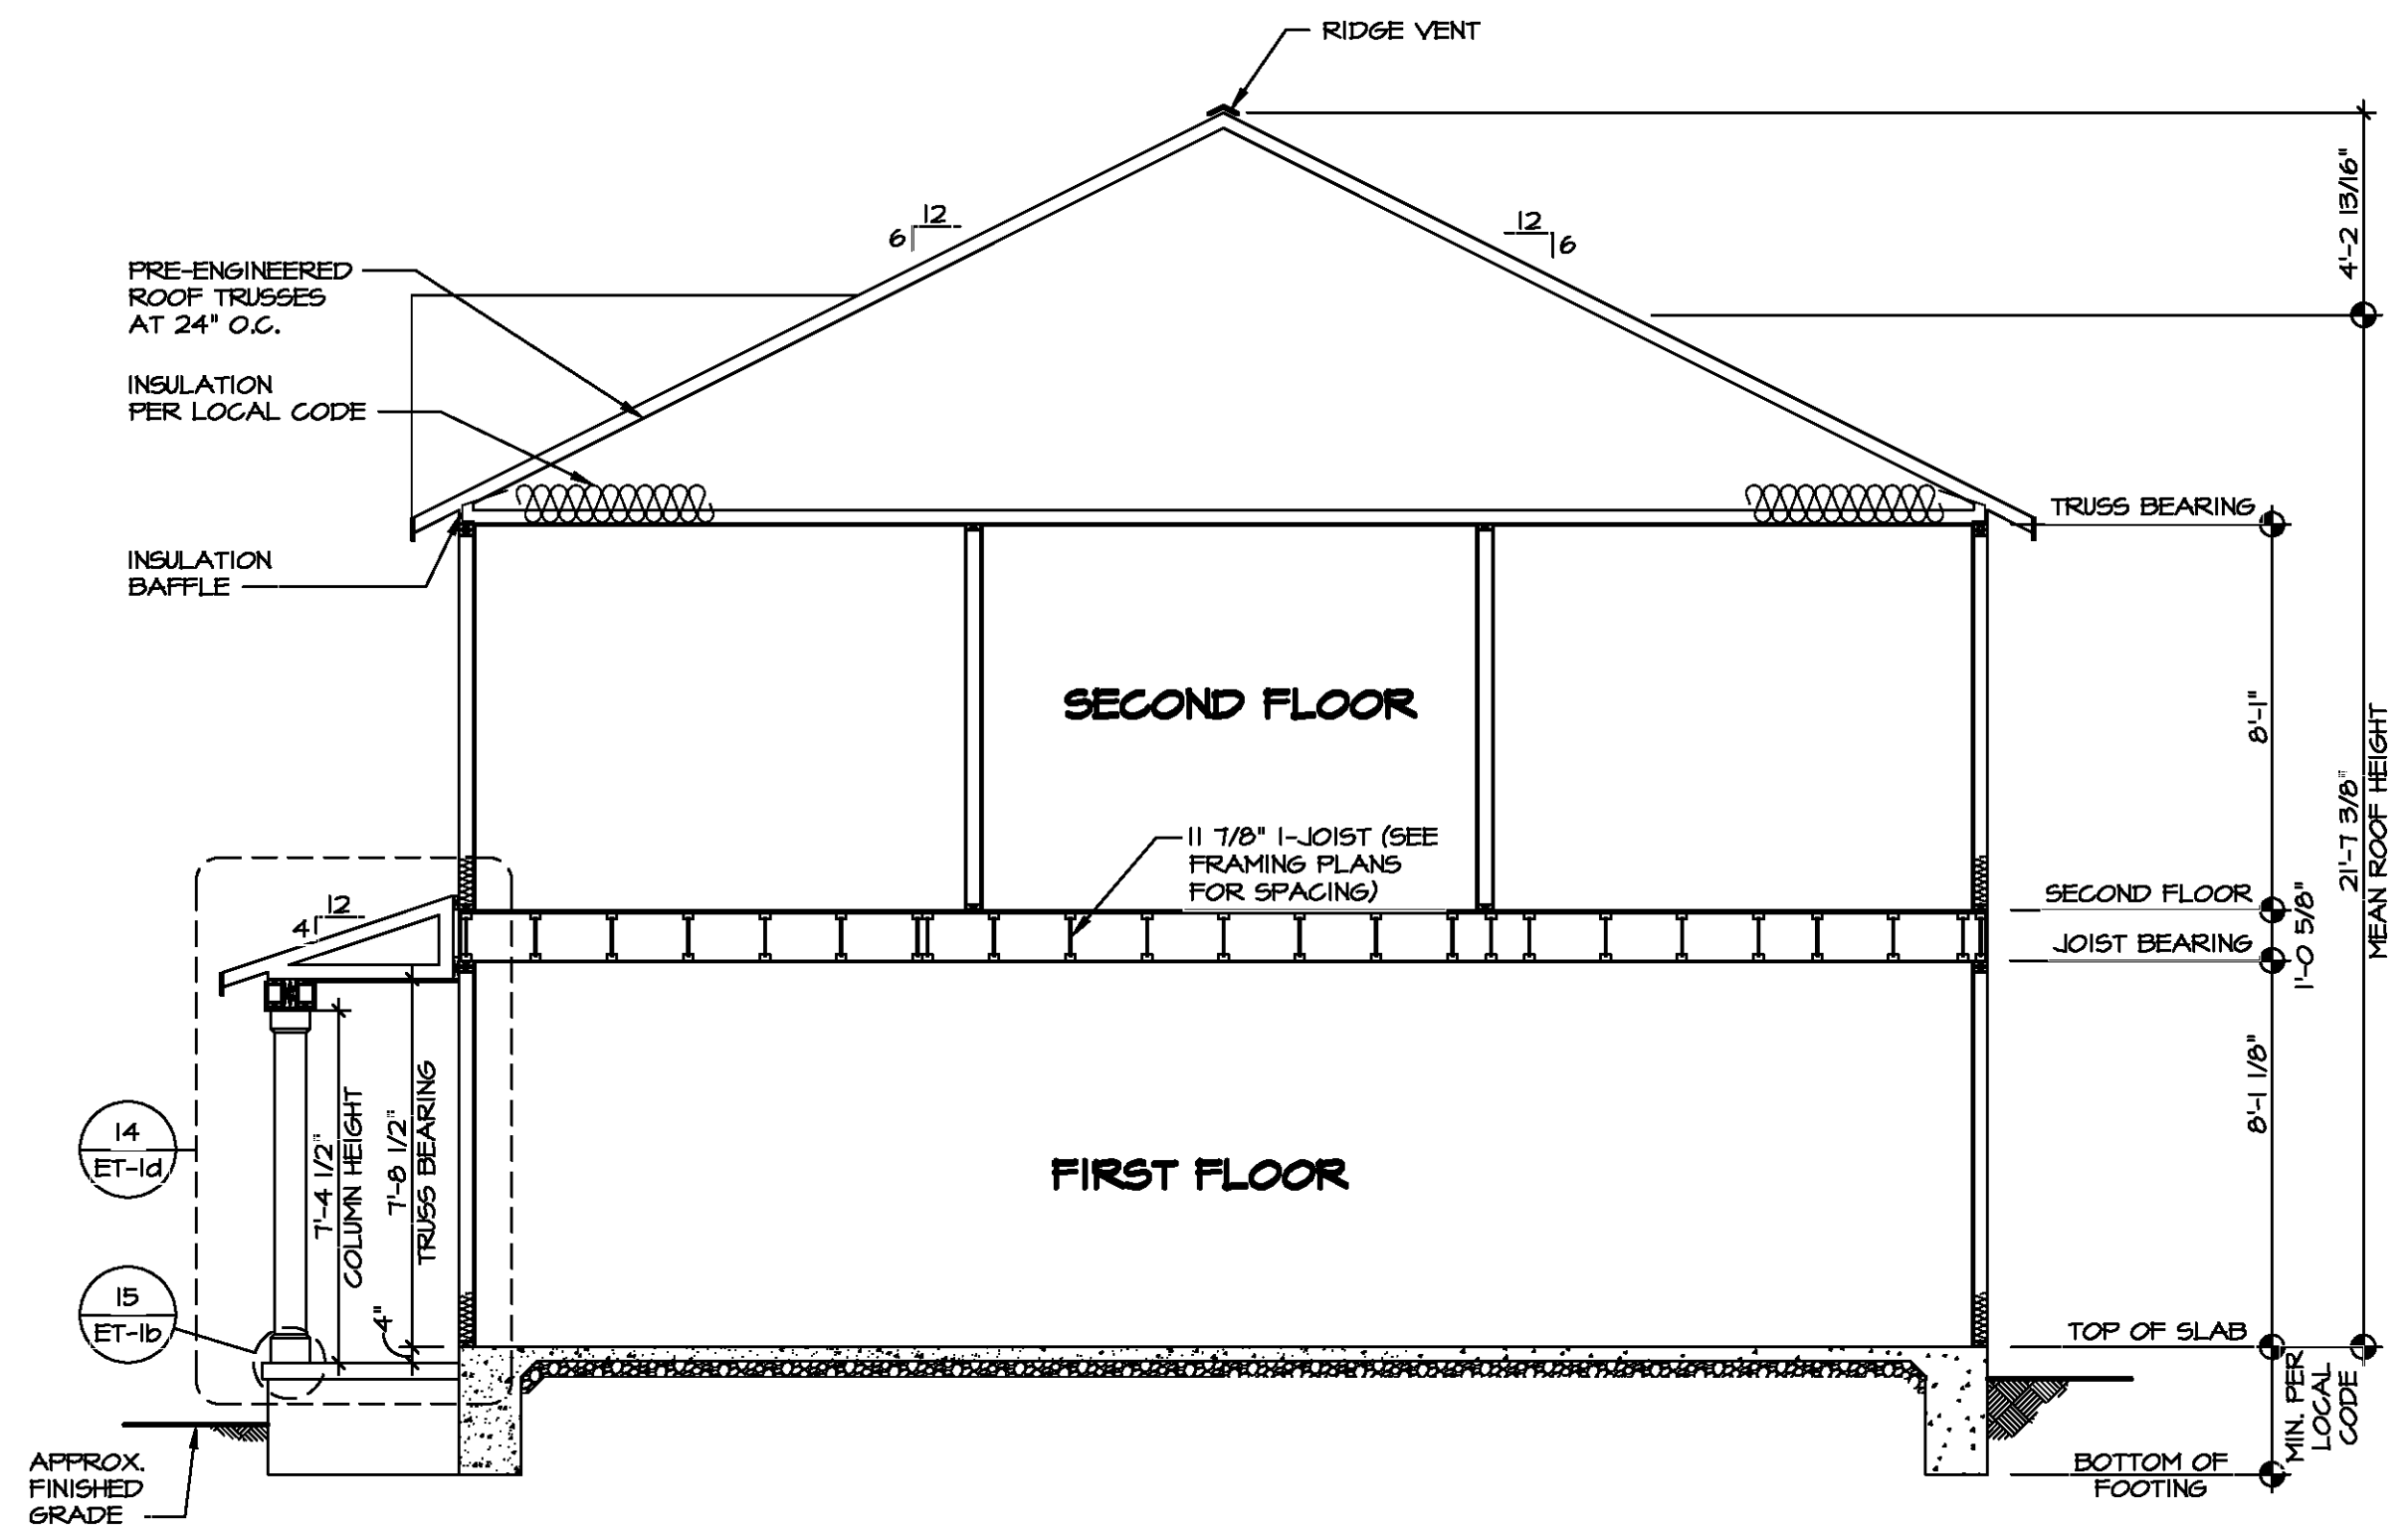 RIDGE VENT
4'-2 13/16"
12
6
12
6
PRE-ENGINEERED
ROOF TRUSSES
AT 24" O.C.
INSULATION
PER LOCAL CODE
TRUSS BEARING
INSULATION
BAFFLE
SECOND FLOOR
8'-1"
21'-7 3/8"
MEAN ROOF HEIGHT
11 7/8" I-JOIST (SEE
FRAMING PLANS
FOR SPACING)
SECOND FLOOR
1'-0 5/8"
JOIST BEARING
12
4
8'-1 1/8"
14
ET-1d
7'-4 1/2"
COLUMN HEIGHT
7'-8 1/2"
TRUSS BEARING
FIRST FLOOR
15
ET-1b
4"
TOP OF SLAB
MIN. PER
LOCAL
CODE
APPROX.
FINISHED
GRADE
BOTTOM OF
FOOTING